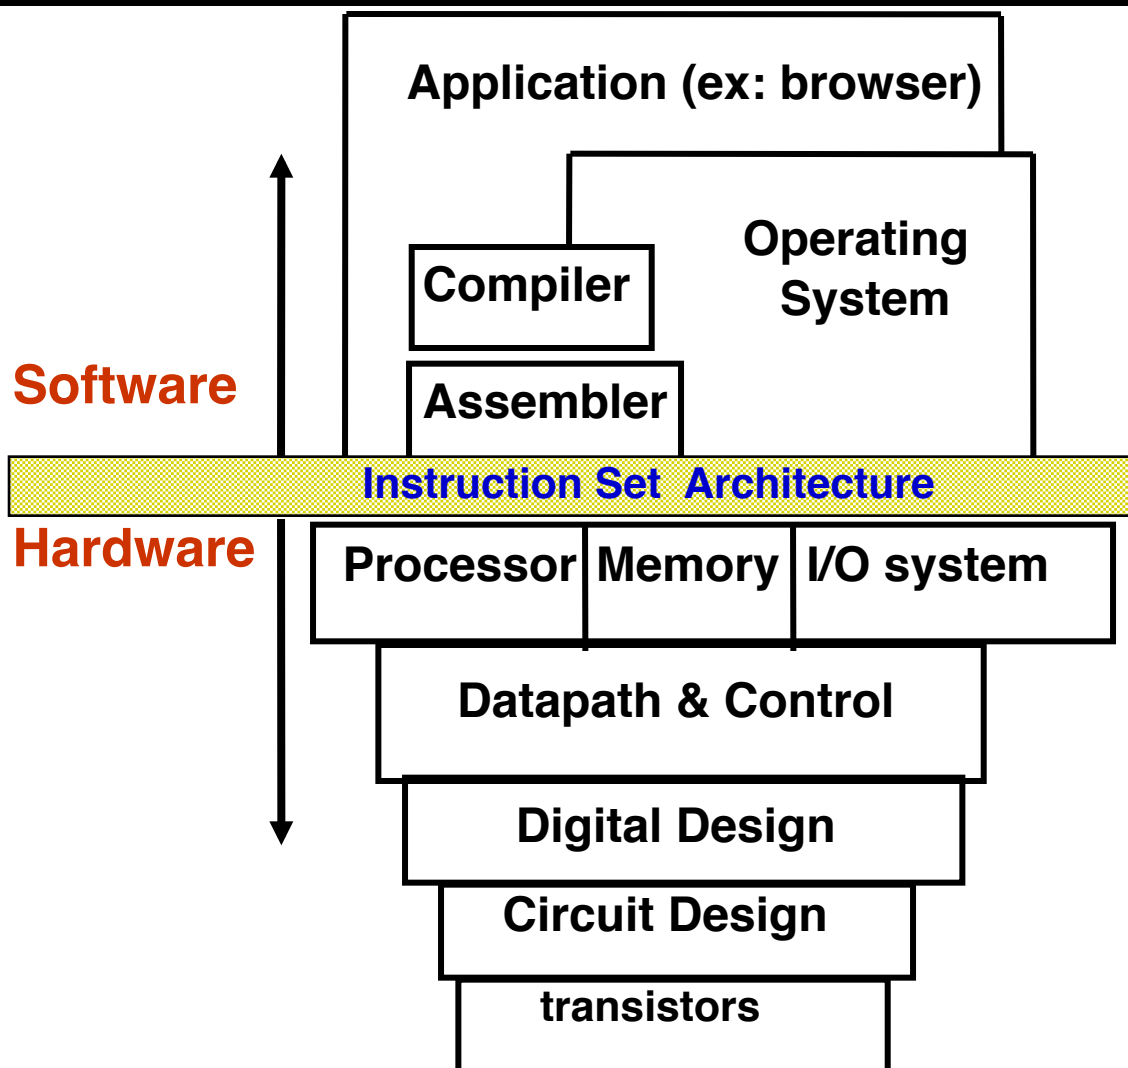 Application (ex: browser)
Operating
System
Compiler
Assembler
Software
Instruction Set Architecture
Hardware
Processor
Memory
I/O system
Datapath & Control
Digital Design
Circuit Design
transistors